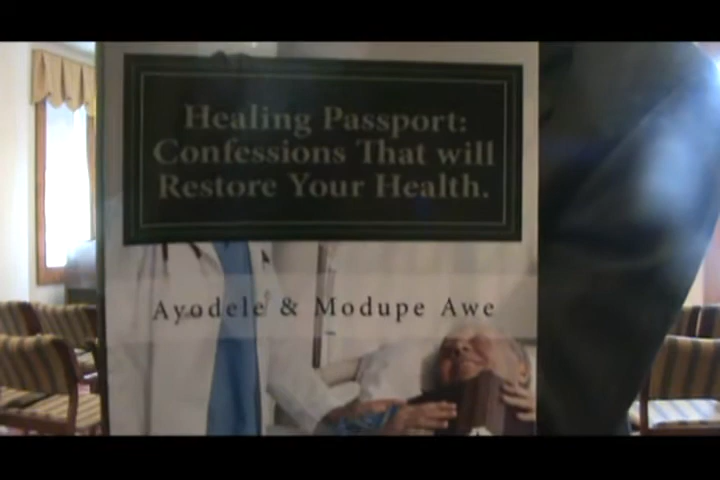 Healing Passport:
Confessions That will
Restore Your Health.
Ayodele & Modupe Awe